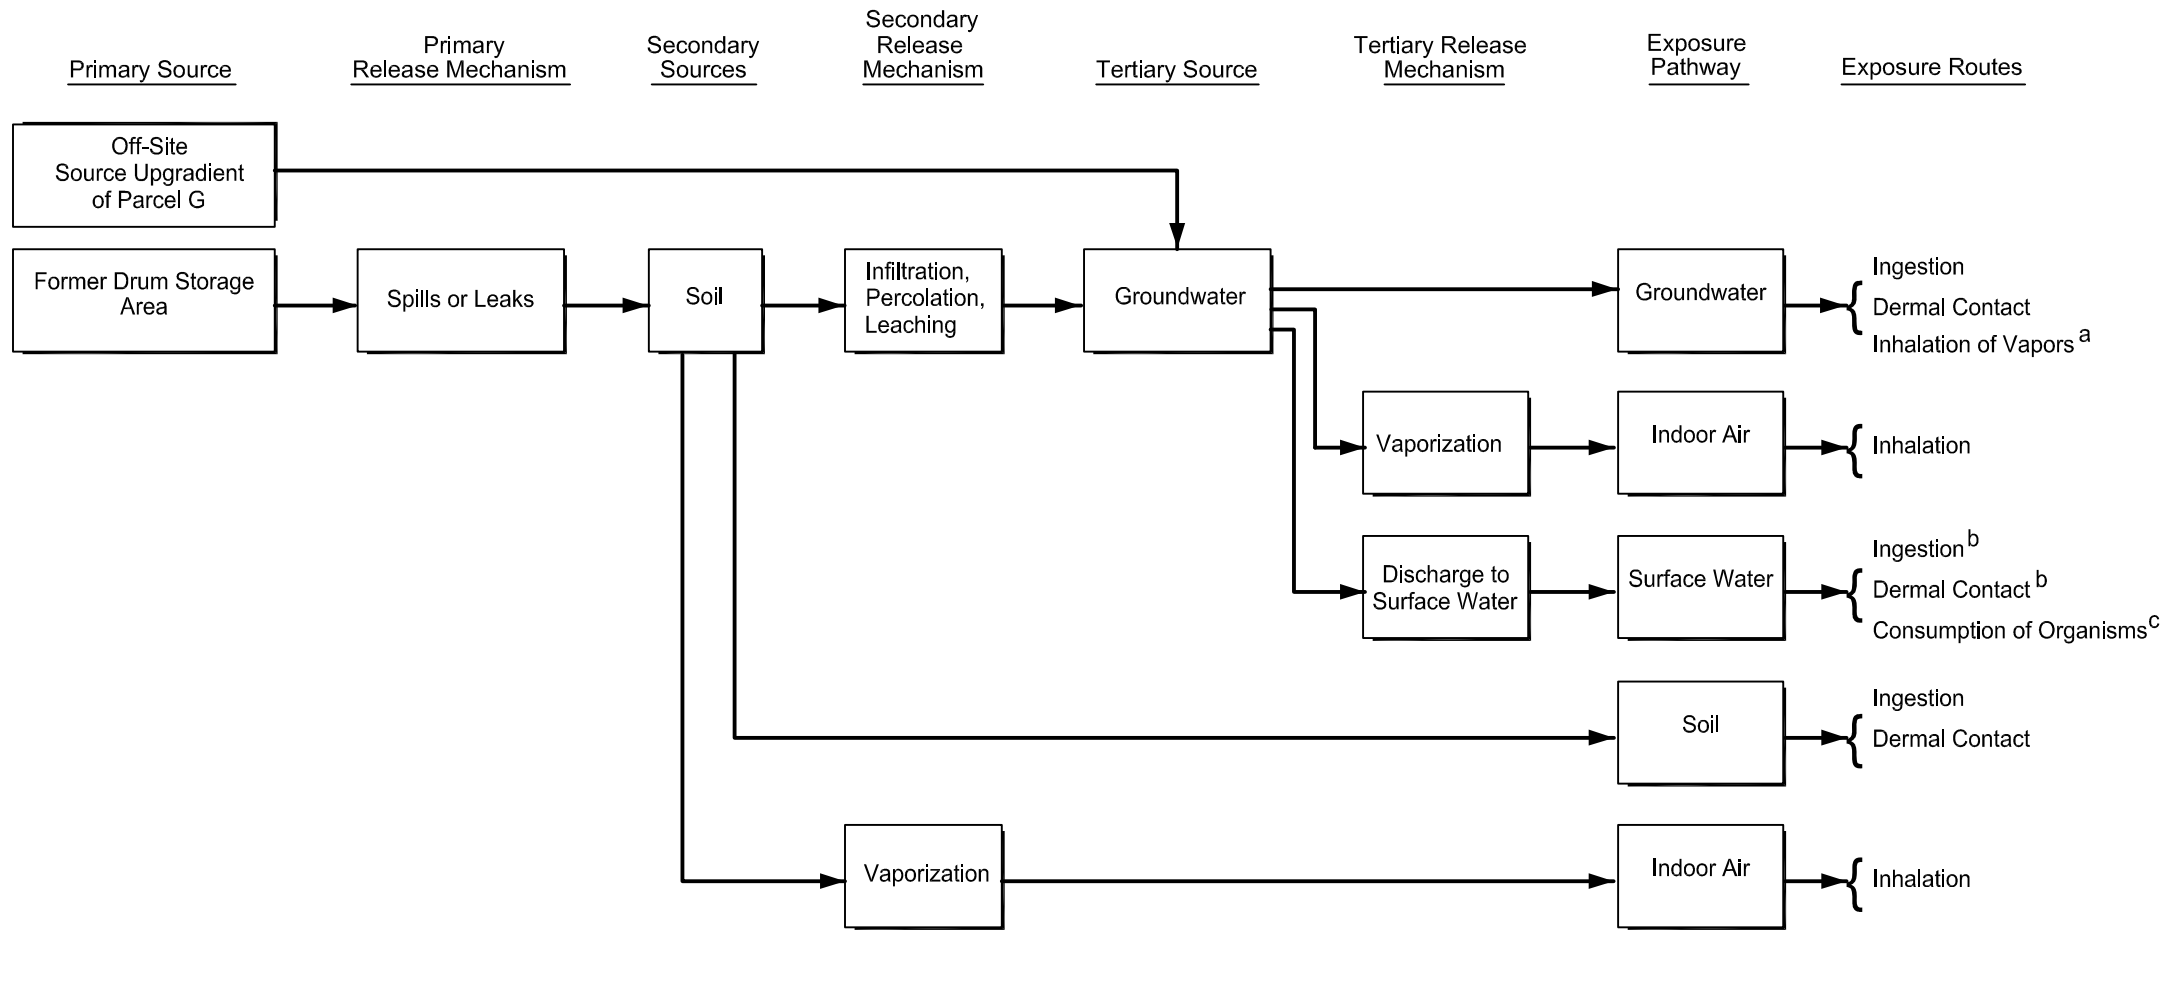 Primary Source
Primary
Release Mechanism
Secondary
Sources
Secondary
Release
Mechanism
Tertiary Source
Tertiary Release
Mechanism
Exposure
Pathway
Exposure Routes
Off-Site
Source Upgradient
of Parcel G
Former Drum Storage
Area
Spills or Leaks
Soil
Infiltration,
Percolation,
Leaching
Groundwater
Groundwater
Ingestion
Dermal Contact
Inhalation of Vapors a
Vaporization
Indoor Air
Inhalation
Discharge to
Surface Water
Surface Water
Ingestion b
Dermal Contact b
Consumption of Organisms c
Soil
Ingestion
Dermal Contact
Vaporization
Indoor Air
Inhalation